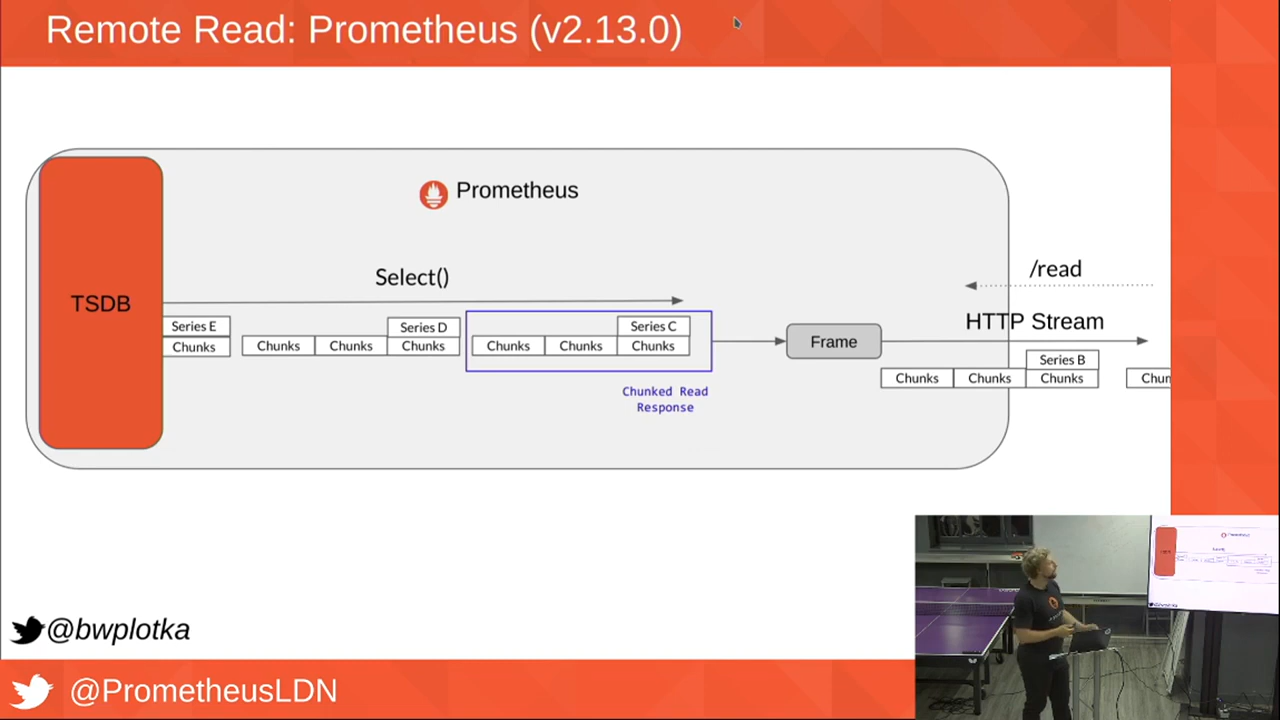 Remote Read: Prometheus (v2.13.0)
Prometheus
Select()
/read
TSDB
HTTP Stream
Series E
Series D
Series C
Chunks
Chunks
Chunks
Chunks
Chunks
Chunks
Chunks
Frame
Series B
Chunks
Chunks
Chunks
Chun
Chunked Read
Response
@bwplotka
@PrometheusLDN